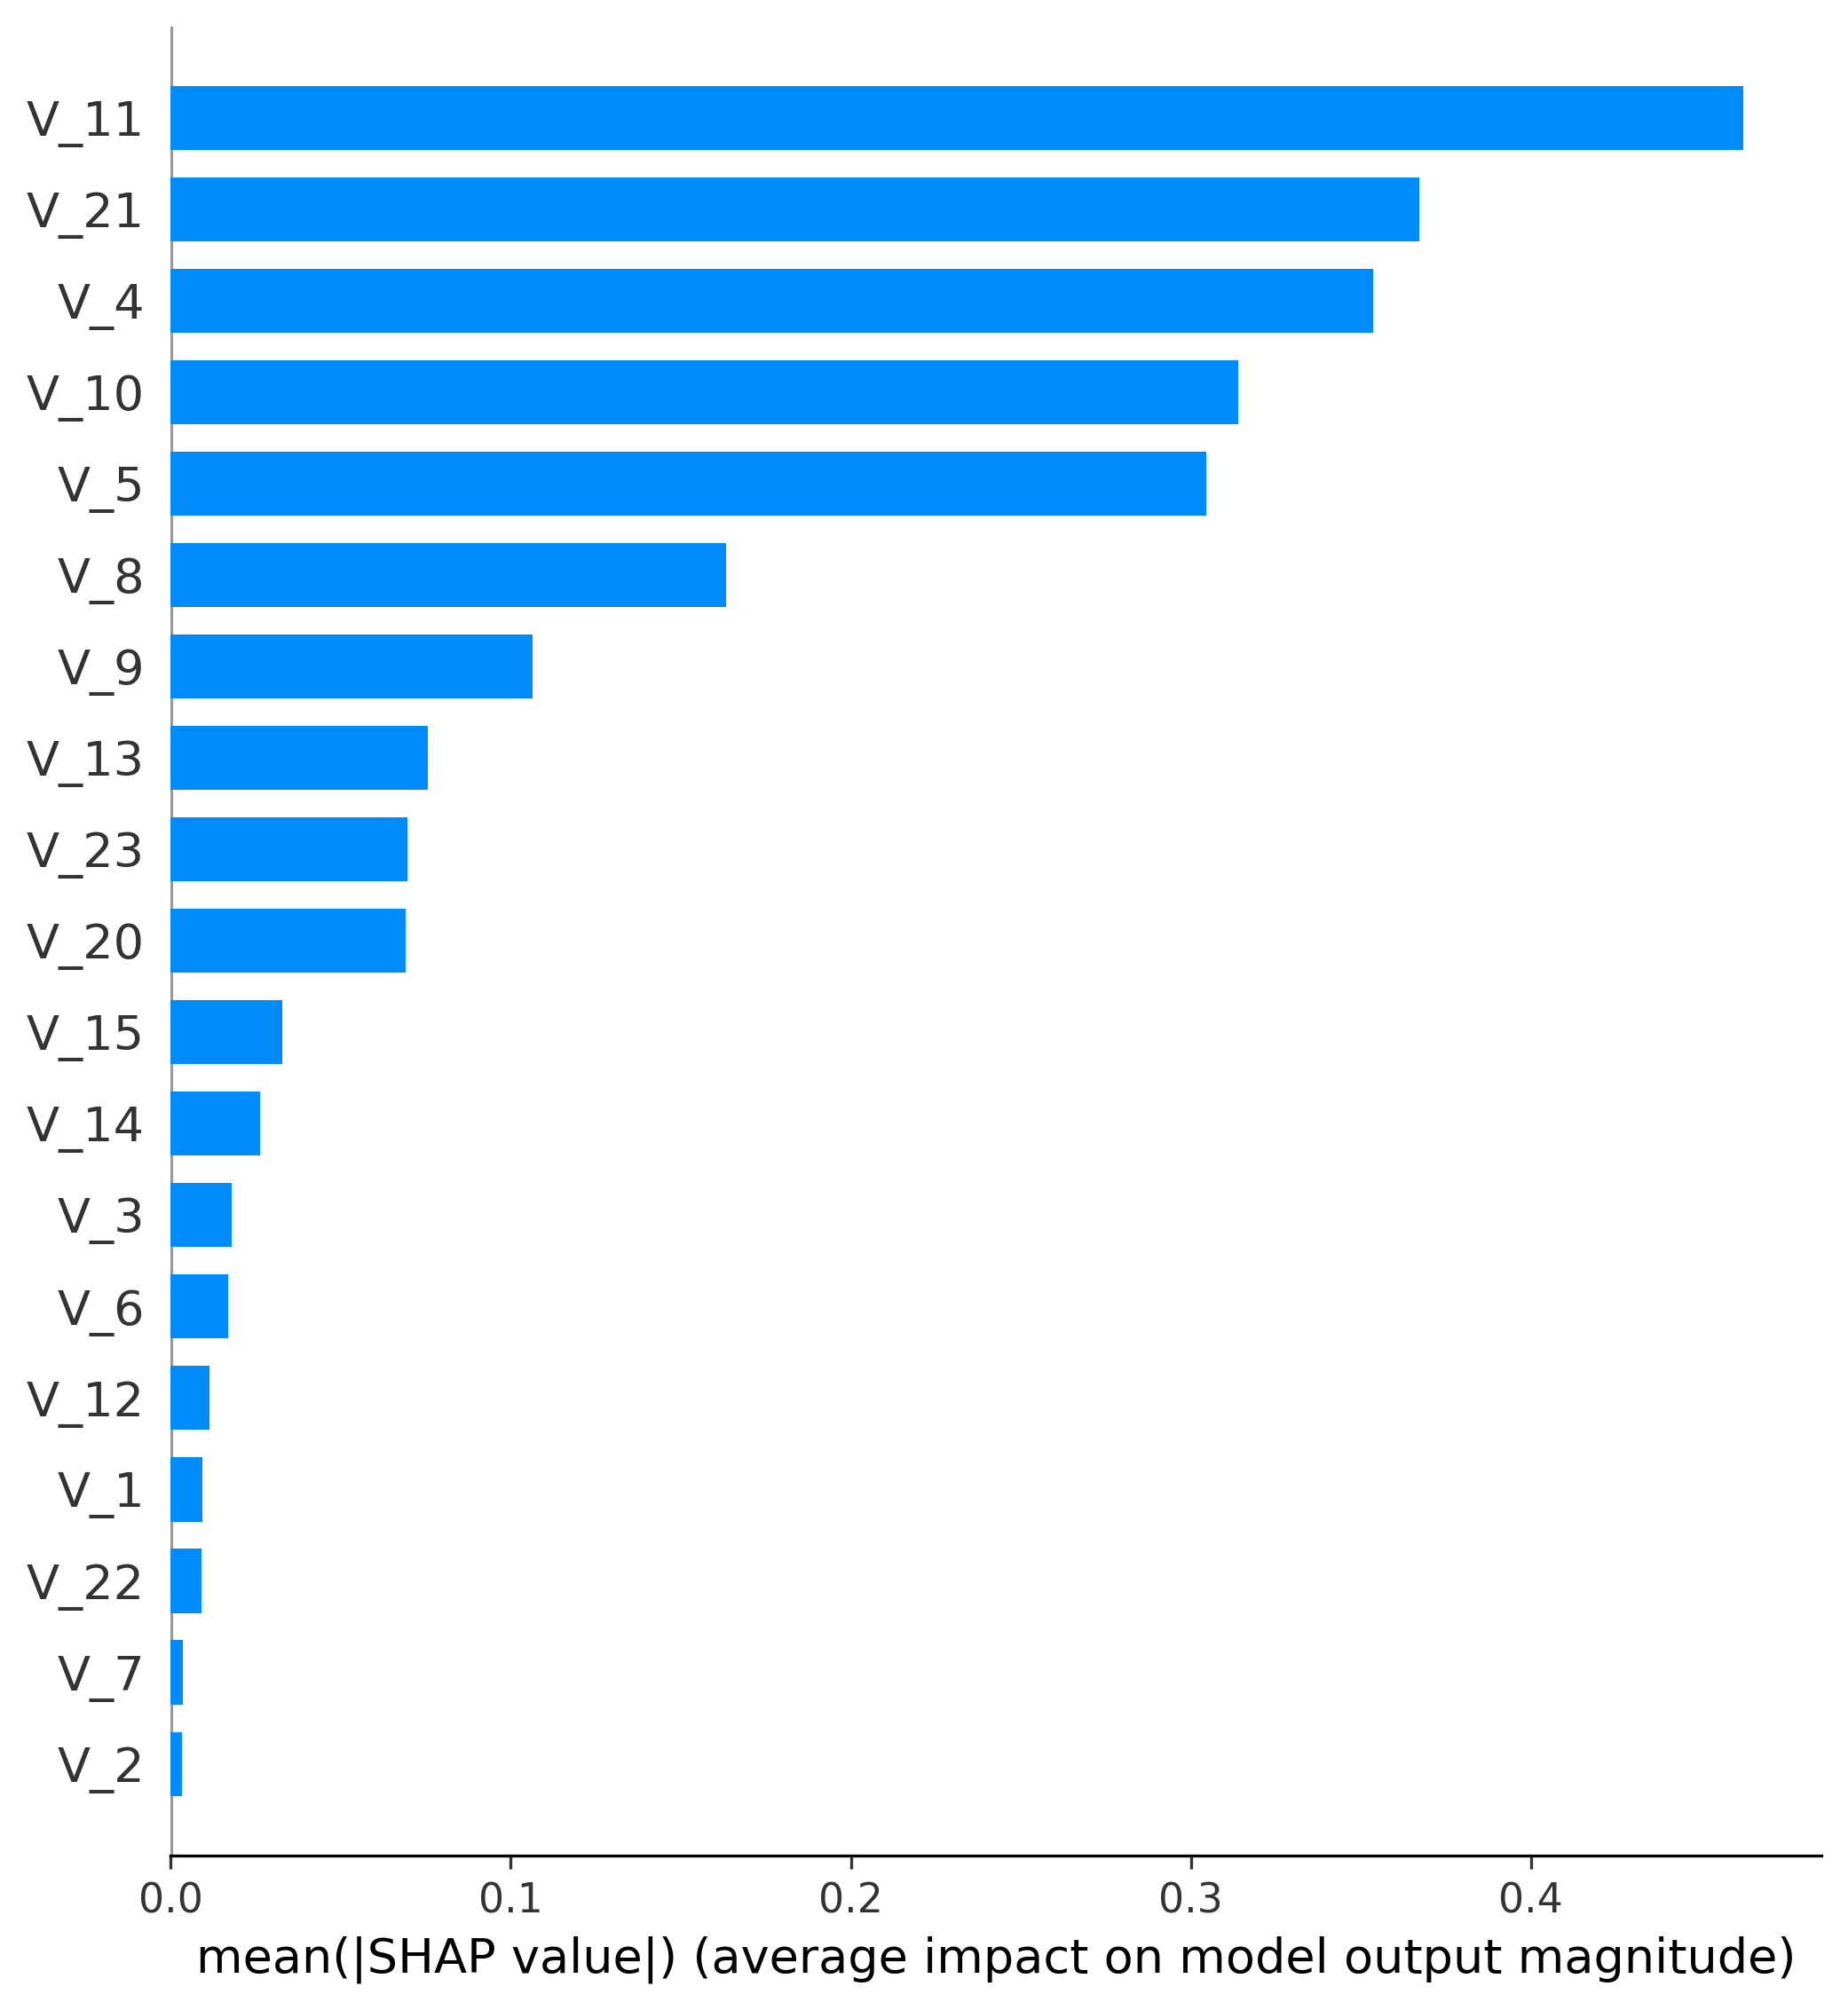 V_11
V_21
V_4
V_10
V_5
V_8
V_9
V_13
V_23
V_20
V_15
V_14
V_3
V_6
V_12
V_1
V_22
V_7
V_2
0.0 0.1 0.2 0.3 0.4
mean(|SHAP value|) (average impact on model output magnitude)